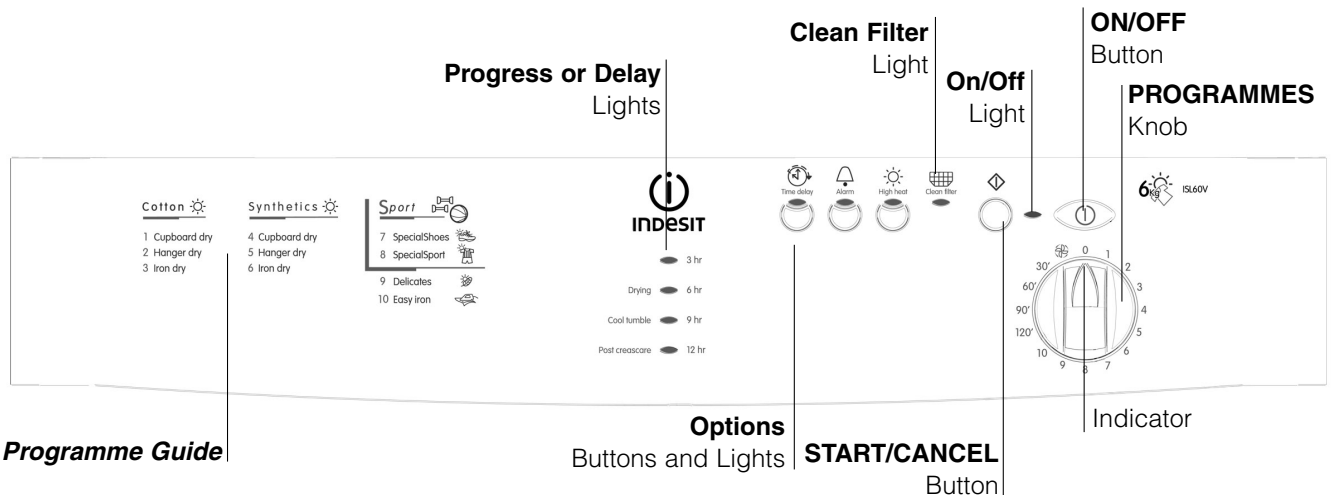 ON/OFF
Button
Clean Filter
Light
Progress or Delay
Lights
On/Off
Light
PROGRAMMES
Knob
Cotton
1 Cupboard dry
2 Hanger dry
3 Iron dry
Synthetics
4 Cupboard dry
5 Hanger dry
6 Iron dry
Sport
7 SpecialShoes
8 SpecialSport
9 Delicates
10 Easy iron
INDESIT
3 hr
Drying 6 hr
Cool tumble 9 hr
Post creascare 12 hr
Time delay
Alarm
High heat
Clean filter
6Kg
ISL60V
0
1
2
3
4
5
6
7
8
9
10
120'
90'
60'
30'
Programme Guide
Options
Buttons and Lights
START/CANCEL
Button
Indicator